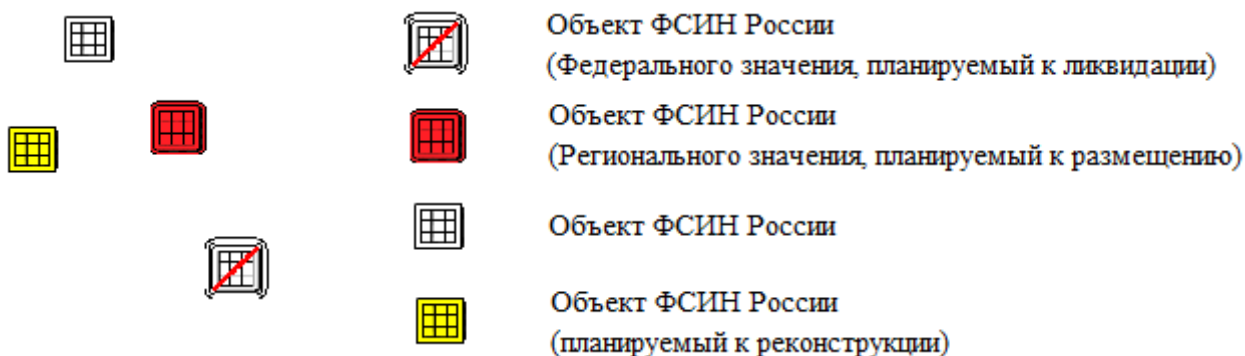 Объект ФСИН России
(Федерального значения, планируемый к ликвидации)
Объект ФСИН России
(Регионального значения, планируемый к размещению)
Объект ФСИН России
Объект ФСИН России
(планируемый к реконструкции)